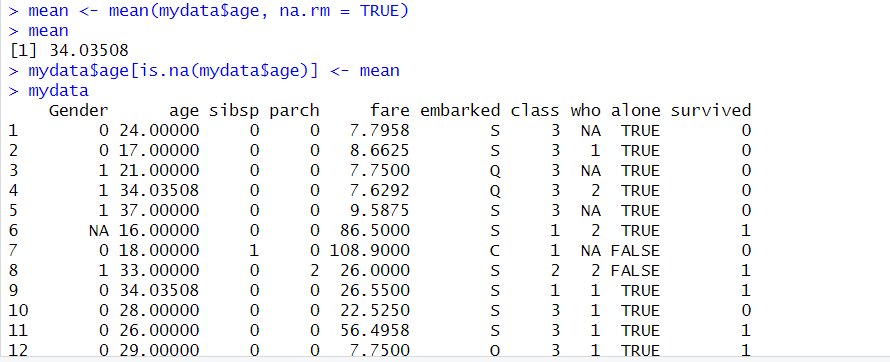 > mean <- mean(mydata$age, na.rm = TRUE)
> mean
[1] 34.03508
> mydata$age[is.na(mydata$age)] <- mean
> mydata
   Gender      age sibsp parch     fare embarked class who alone survived
1       0 24.00000     0     0   7.7958        S     3  NA  TRUE        0
2       0 17.00000     0     0   8.6625        S     3   1  TRUE        0
3       1 21.00000     0     0   7.7500        Q     3  NA  TRUE        0
4       1 34.03508     0     0   7.6292        Q     3   2  TRUE        0
5       1 37.00000     0     0   9.5875        S     3  NA  TRUE        0
6      NA 16.00000     0     0  86.5000        S     1   2  TRUE        1
7       0 18.00000     1     0 108.9000        C     1  NA FALSE        0
8       1 33.00000     0     2  26.0000        S     2   2 FALSE        1
9       0 34.03508     0     0  26.5500        S     1   1  TRUE        1
10      0 28.00000     0     0  22.5250        S     3   1  TRUE        0
11      0 26.00000     0     0  56.4958        S     3   1  TRUE        1
12      0 29.00000     0     0   7.7500        Q     3   1  TRUE        1